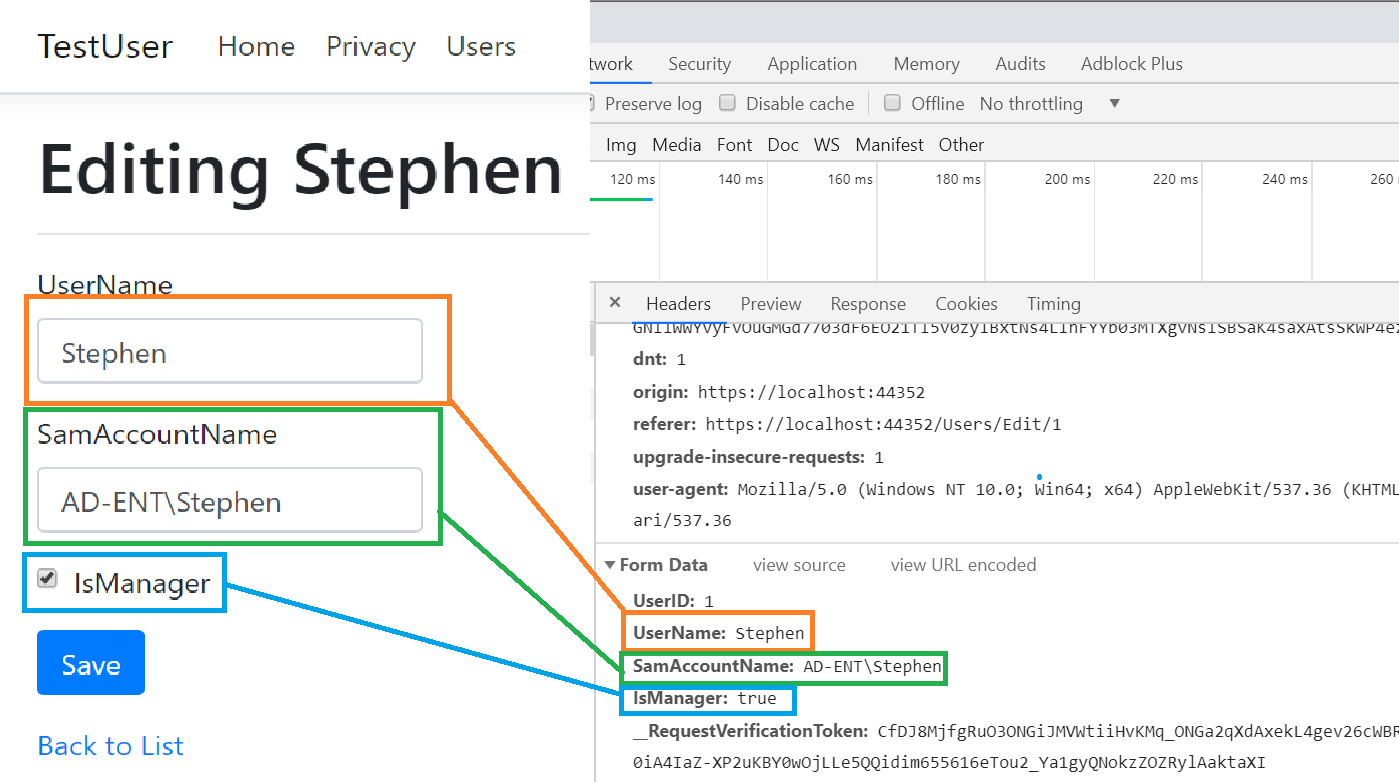 TestUser Home Privacy Users
Editing Stephen
UserName
Stephen
SamAccountName
AD-ENT\Stephen
IsManager
Save
Back to List
twork Security Application Memory Audits Adblock Plus
Preserve log Disable cache Offline No throttling ▼
Img Media Font Doc WS Manifest Other
120 ms 140 ms 160 ms 180 ms 200 ms 220 ms 240 ms 260
× Headers Preview Response Cookies Timing
dnt: 1
origin: https://localhost:44352
referer: https://localhost:44352/Users/Edit/1
upgrade-insecure-requests: 1
user-agent: Mozilla/5.0 (Windows NT 10.0; Win64; x64) AppleWebKit/537.36 (KHTML
ari/537.36
▼ Form Data view source view URL encoded
UserID: 1
UserName: Stephen
SamAccountName: AD-ENT\Stephen
IsManager: true
__RequestVerificationToken: CfDJ8MjfgRuO3ONGiJMVWtiiHvKMq_ONGa2qXdAxekL4gev26cWBR
0iA4IaZ-XP2uKBY0wOjLLe5QQidim655616eTou2_Ya1gyQNokzZOZRylAaktaXI